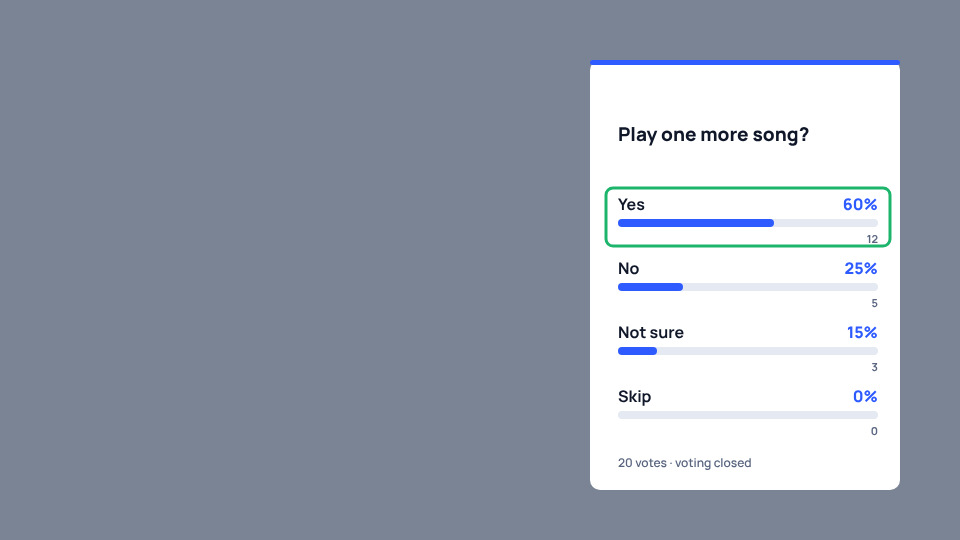 Play one more song?
Yes 60%
12
No 25%
5
Not sure 15%
3
Skip 0%
0
20 votes · voting closed